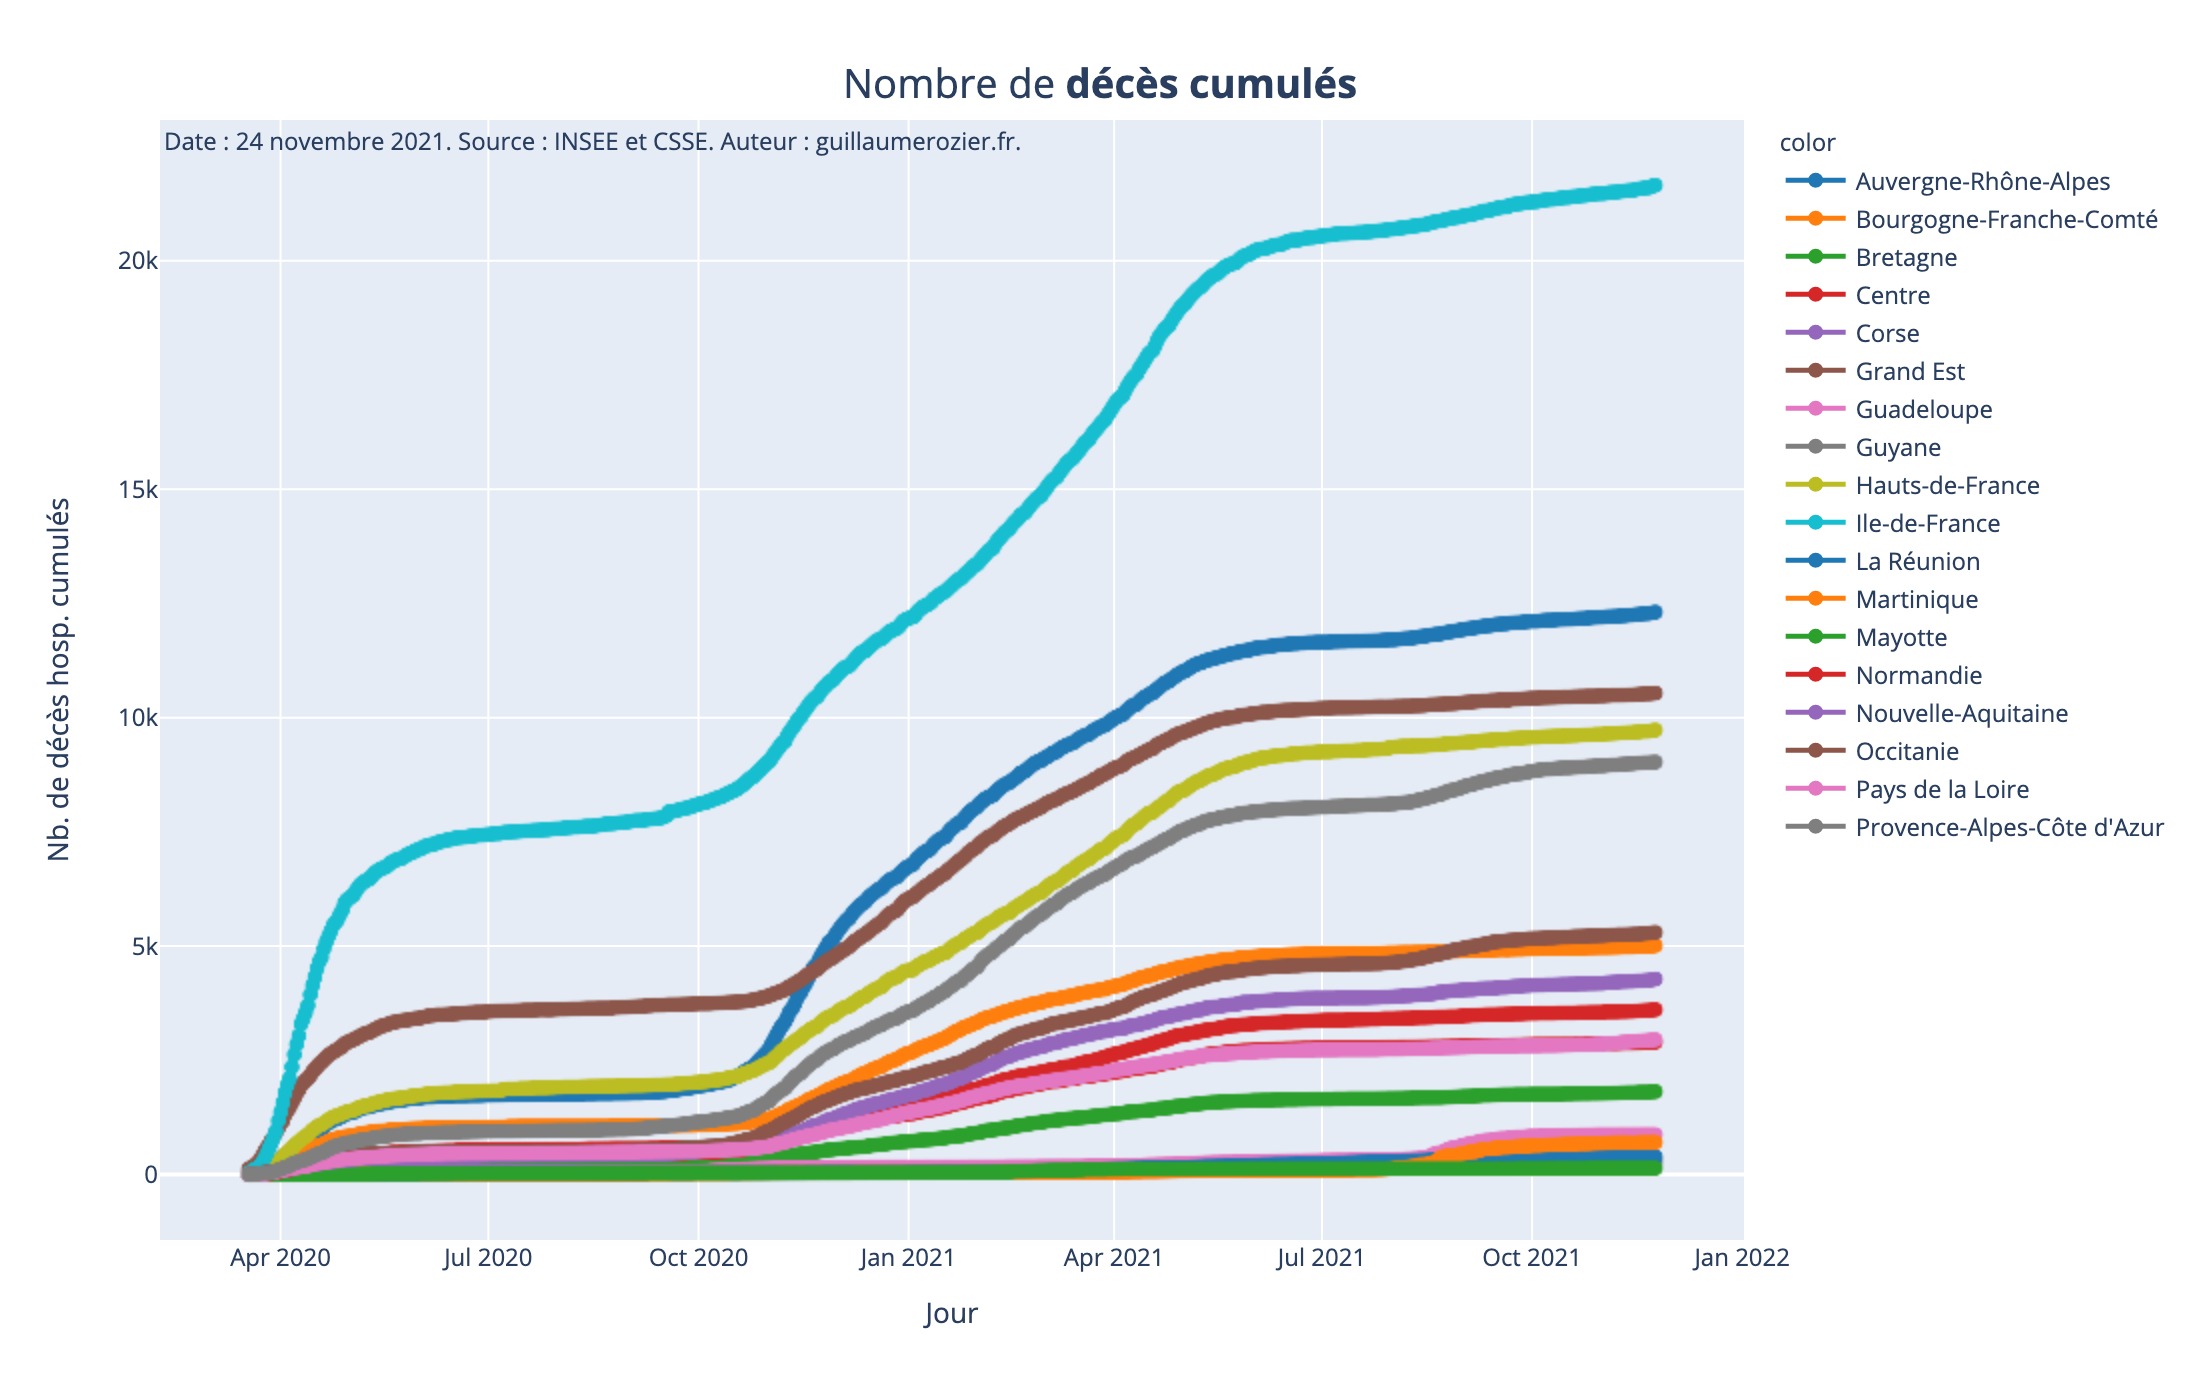 Nombre de décès cumulés
Date : 24 novembre 2021. Source : INSEE et CSSE. Auteur : guillaumerozier.fr.
color
Auvergne-Rhône-Alpes
Bourgogne-Franche-Comté
Bretagne
Centre
Corse
Grand Est
Guadeloupe
Guyane
Hauts-de-France
Ile-de-France
La Réunion
Martinique
Mayotte
Normandie
Nouvelle-Aquitaine
Occitanie
Pays de la Loire
Provence-Alpes-Côte d'Azur
Nb. de décès hosp. cumulés
20k
15k
10k
5k
0
Apr 2020 Jul 2020 Oct 2020 Jan 2021 Apr 2021 Jul 2021 Oct 2021 Jan 2022
Jour